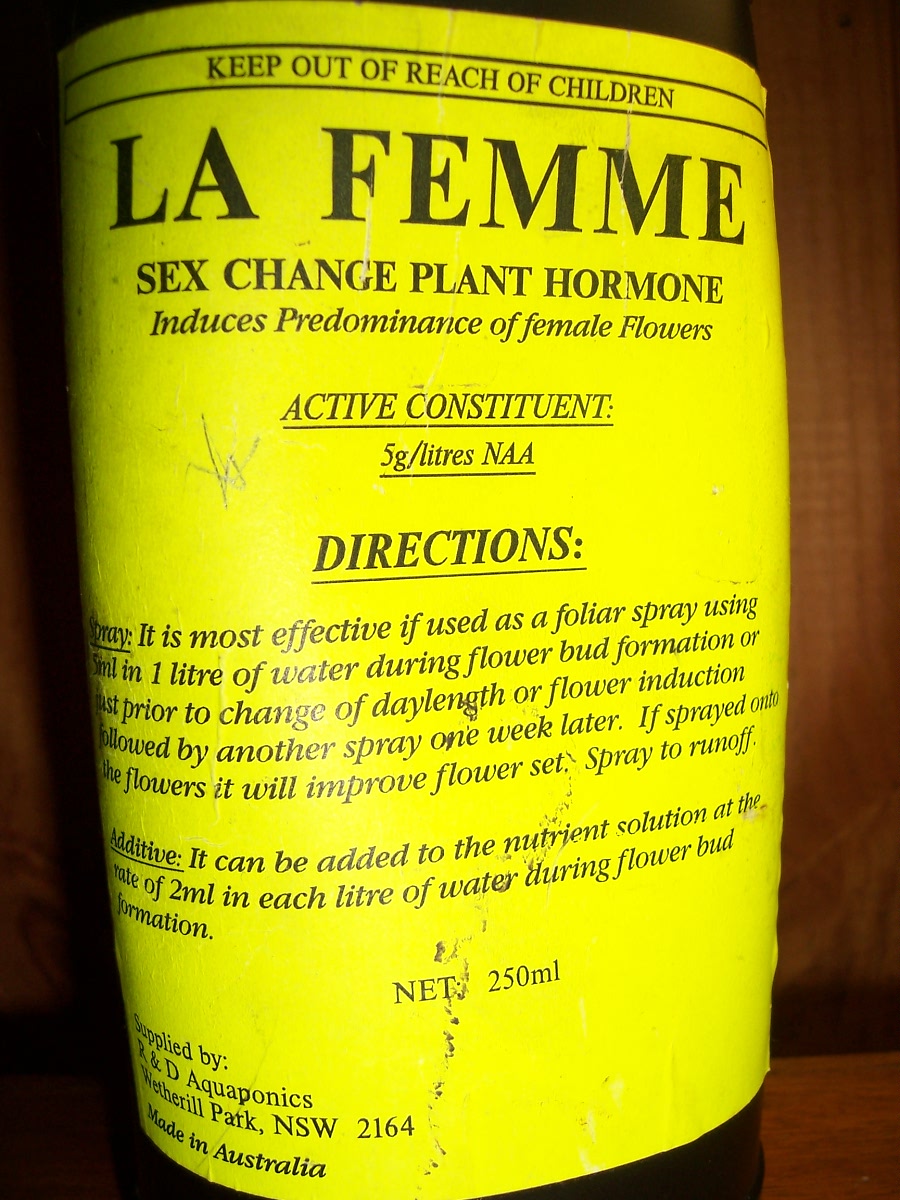 KEEP OUT OF REACH OF CHILDREN
LA FEMME
SEX CHANGE PLANT HORMONE
Induces Predominance of female Flowers
ACTIVE CONSTITUENT:
5g/litres NAA
DIRECTIONS:
Spray: It is most effective if used as a foliar spray using
5ml in 1 litre of water during flower bud formation or
just prior to change of daylength or flower induction
followed by another spray one week later. If sprayed onto
the flowers it will improve flower set. Spray to runoff.
Additive: It can be added to the nutrient solution at the
rate of 2ml in each litre of water during flower bud
formation.
NET: 250ml
Supplied by:
R & D Aquaponics
Wetherill Park, NSW 2164
Made in Australia